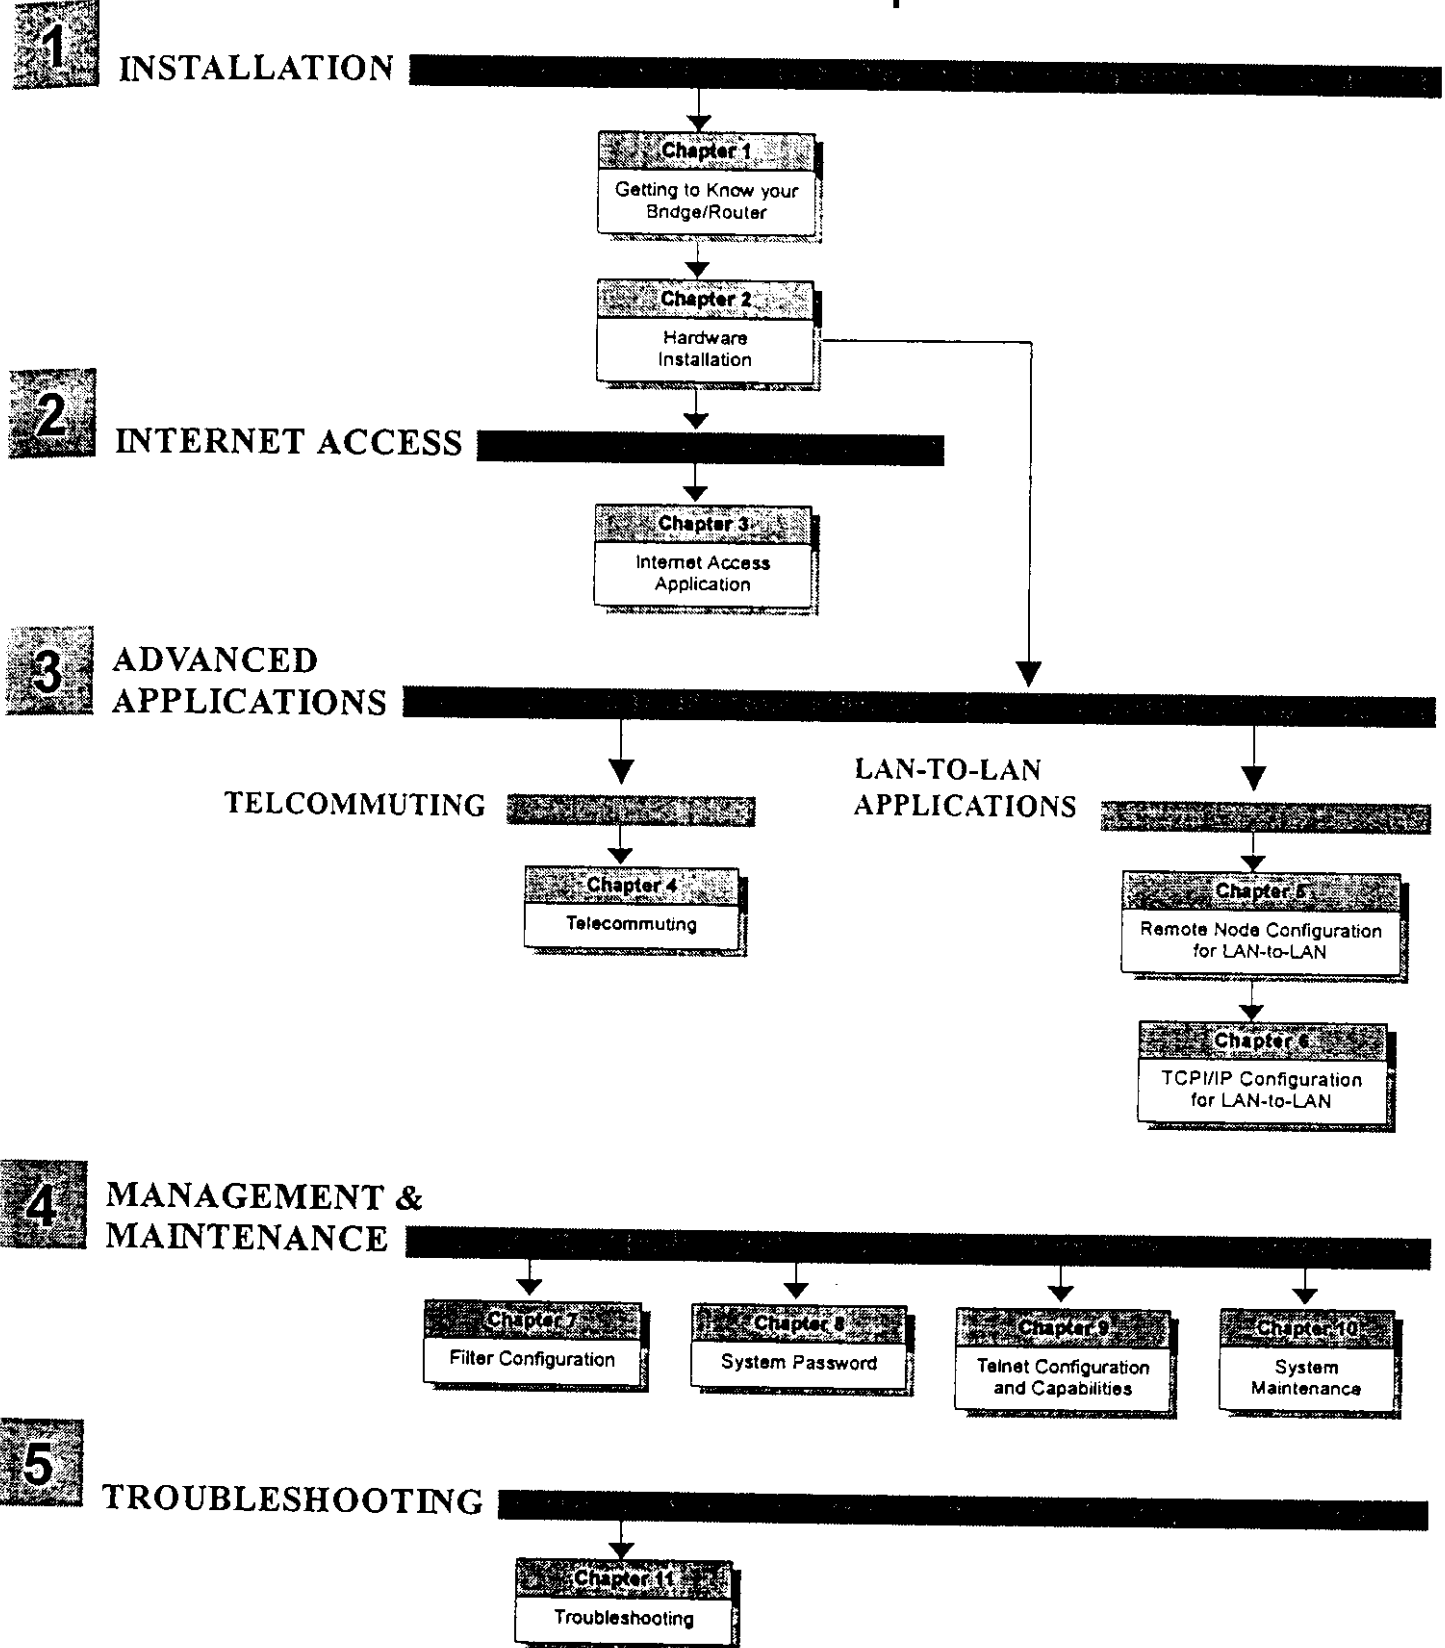 1
INSTALLATION
Chapter 1
Getting to Know your
Bridge/Router
Chapter 2
Hardware
Installation
2
INTERNET ACCESS
Chapter 3
Internet Access
Application
3
ADVANCED
APPLICATIONS
TELCOMMUTING
Chapter 4
Telecommuting
LAN-TO-LAN
APPLICATIONS
Chapter 5
Remote Node Configuration
for LAN-to-LAN
Chapter 6
TCPI/IP Configuration
for LAN-to-LAN
4
MANAGEMENT &
MAINTENANCE
Chapter 7
Filter Configuration
Chapter 8
System Password
Chapter 9
Telnet Configuration
and Capabilities
Chapter 10
System
Maintenance
5
TROUBLESHOOTING
Chapter 11
Troubleshooting